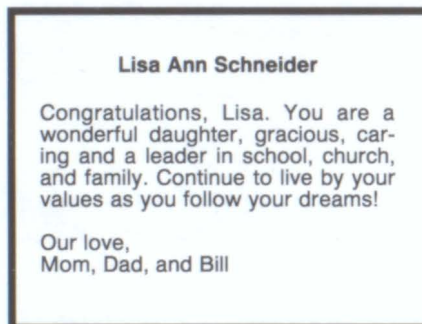 Lisa Ann Schneider
Congratulations, Lisa. You are a
wonderful daughter, gracious, car-
ing and a leader in school, church,
and family. Continue to live by your
values as you follow your dreams!
Our love,
Mom, Dad, and Bill